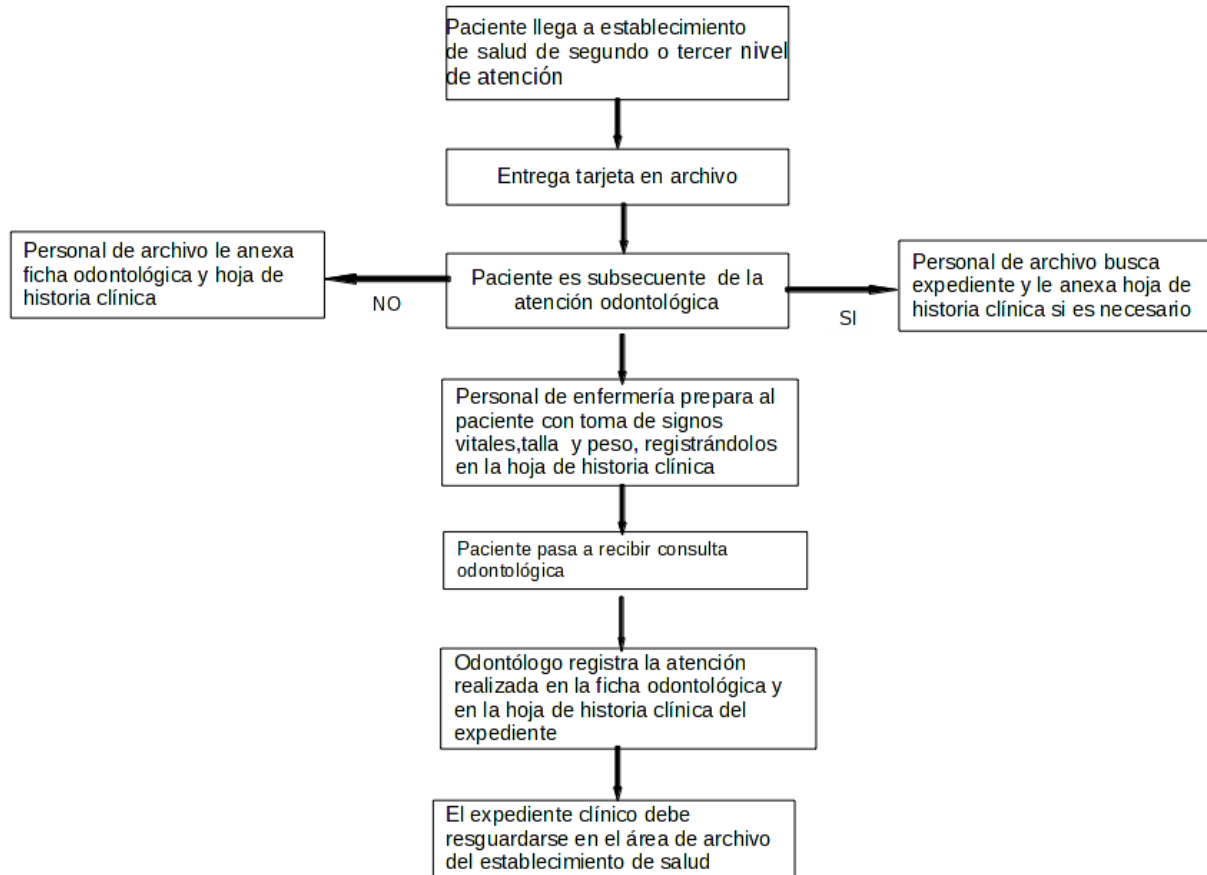 Paciente llega a establecimiento
de salud de segundo o tercer nivel
de atención
Entrega tarjeta en archivo
Personal de archivo le anexa
ficha odontológica y hoja de
historia clínica
NO
Paciente es subsecuente de la
atención odontológica
SI
Personal de archivo busca
expediente y le anexa hoja de
historia clínica si es necesario
Personal de enfermería prepara al
paciente con toma de signos
vitales,talla y peso, registrándolos
en la hoja de historia clínica
Paciente pasa a recibir consulta
odontológica
Odontólogo registra la atención
realizada en la ficha odontológica y
en la hoja de historia clínica del
expediente
El expediente clínico debe
resguardarse en el área de archivo
del establecimiento de salud